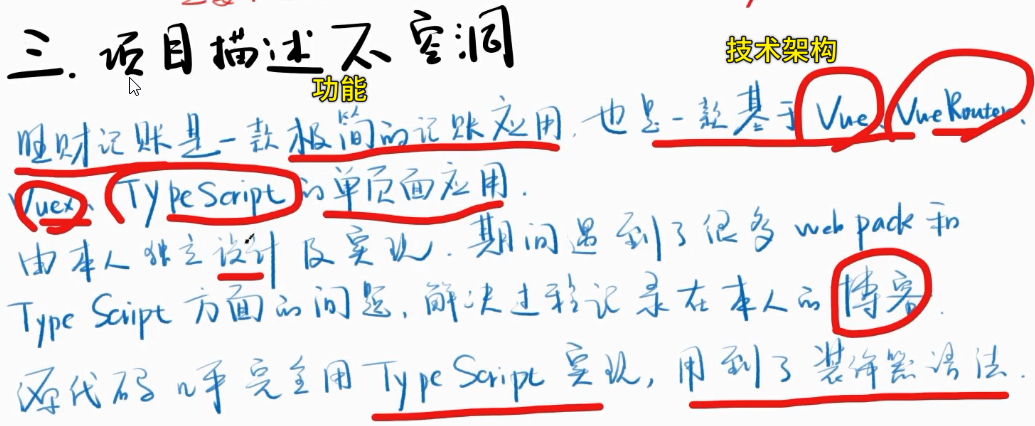 三. 项目描述不空洞
功能
技术架构
旺财记账是一款极简的记账应用, 也是一款基于 Vue、Vue Router、
Vuex、TypeScript 的单页面应用.
由本人独立设计及实现. 期间遇到了很多 webpack 和
TypeScript 方面的问题, 解决过程记录在本人的 博客.
源代码几乎完全用 TypeScript 实现, 用到了装饰器语法.